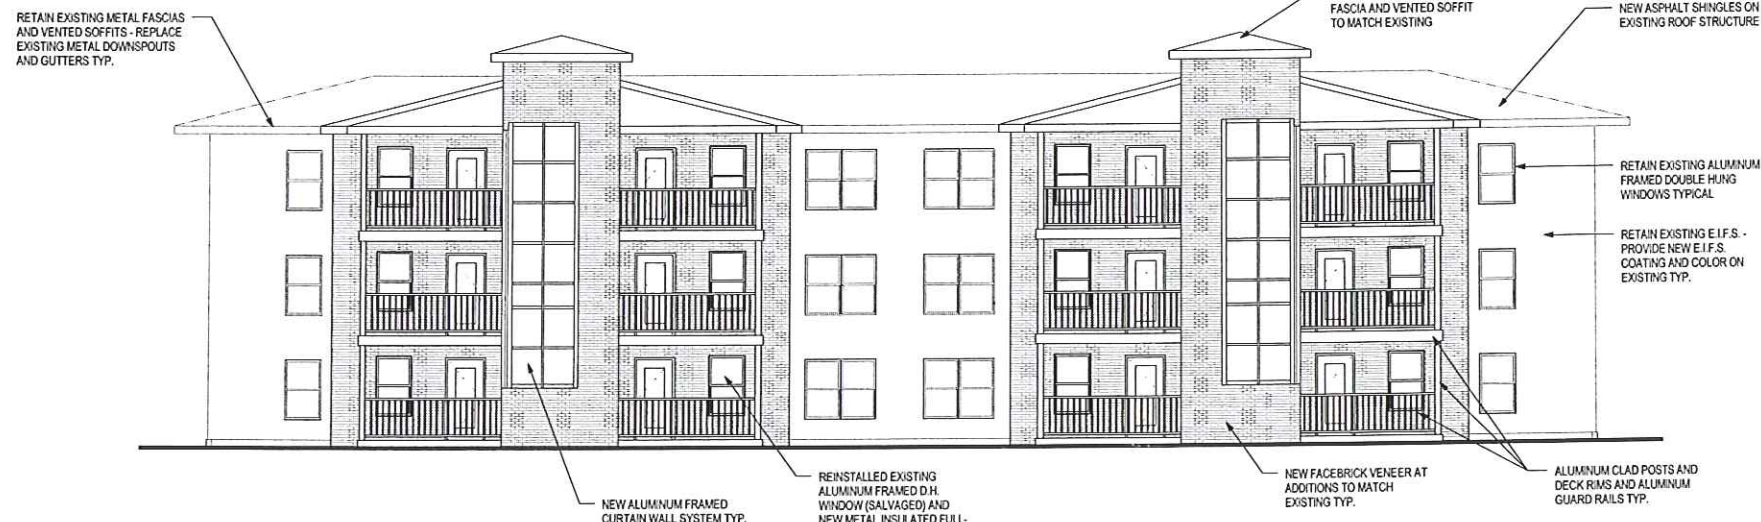 RETAIN EXISTING METAL FASCIAS
AND VENTED SOFFITS - REPLACE
EXISTING METAL DOWNSPOUTS
AND GUTTERS TYP.
FASCIA AND VENTED SOFFIT
TO MATCH EXISTING
NEW ASPHALT SHINGLES ON
EXISTING ROOF STRUCTURE
RETAIN EXISTING ALUMINUM
FRAMED DOUBLE HUNG
WINDOWS TYPICAL
RETAIN EXISTING E.I.F.S. -
PROVIDE NEW E.I.F.S.
COATING AND COLOR ON
EXISTING TYP.
NEW ALUMINUM FRAMED
CURTAIN WALL SYSTEM TYP.
REINSTALLED EXISTING
ALUMINUM FRAMED D.H.
WINDOW (SALVAGED) AND
NEW METAL INSULATED FULL-
NEW FACEBRICK VENEER AT
ADDITIONS TO MATCH
EXISTING TYP.
ALUMINUM CLAD POSTS AND
DECK RIMS AND ALUMINUM
GUARD RAILS TYP.